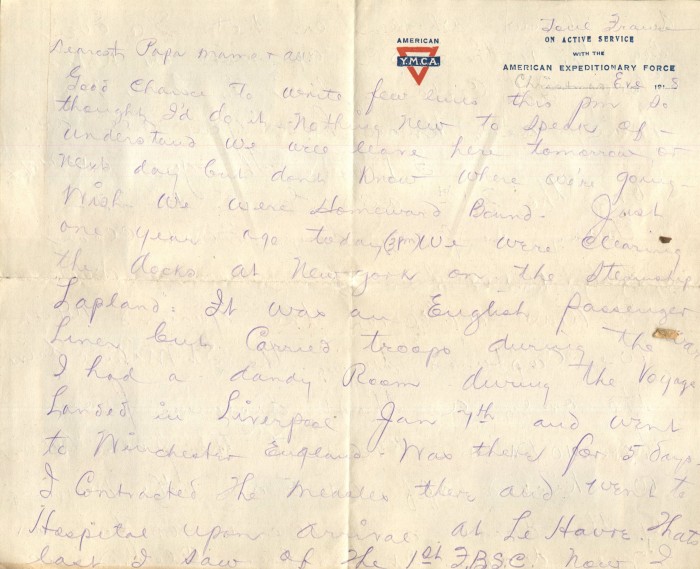 Toul France
AMERICAN
Y.M.C.A.
ON ACTIVE SERVICE
WITH THE
AMERICAN EXPEDITIONARY FORCE
Christmas Eve 1918
Dearest Papa Mama & All
Good chance to write few lines this pm so
thought I'd do it. Nothing new to speak of -
understand we will leave here tomorrow or
next day but dont know where we're going -
Wish we were Homeward Bound. Just
one year ago today (3pm) we were clearing
the docks at New York on the Steamship
Lapland. It was an English passenger
Liner but carried troops during the
I had a dandy Room during the Voyage
Landed in Liverpool Jan 7th and went
to Winchester England. Was there for 5 days
I contracted the measles there and went to
Hospital upon arrival at Le Havre. Thats
last I saw of the 1st F.B.S.C. Now I